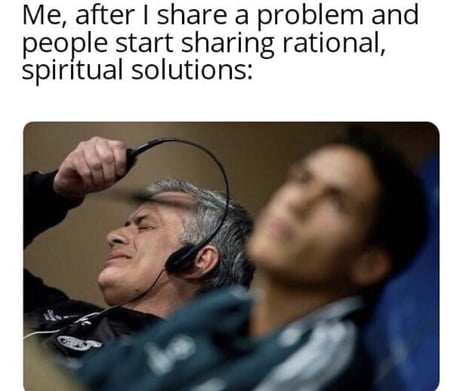 Me, after I share a problem and
people start sharing rational,
spiritual solutions: